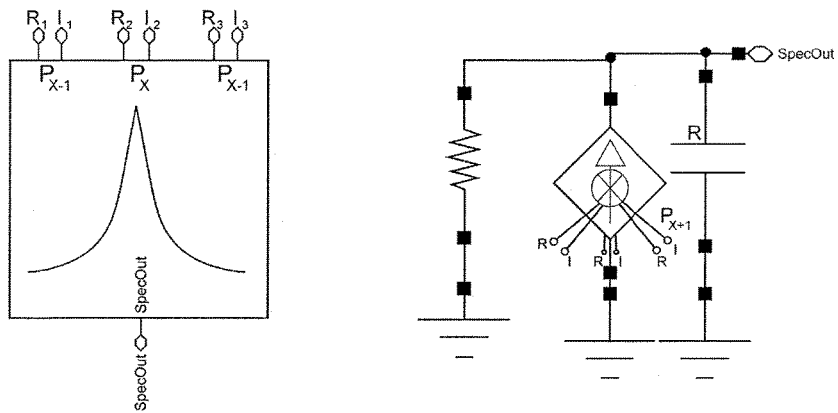 R1 I1 R2 I2 R3 I3
PX-1 PX PX-1
SpecOut
SpecOut
SpecOut
R
PX+1
R I R I R I